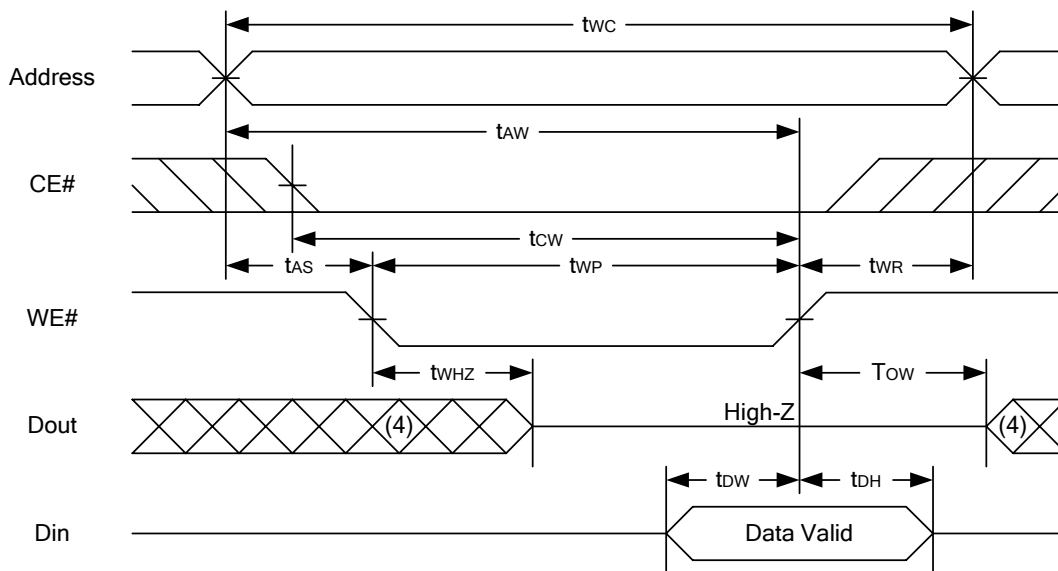 tWC
Address
tAW
CE#
tCW
tAS tWP tWR
WE#
tWHZ TOW
Dout (4) High-Z (4)
tDW tDH
Din Data Valid